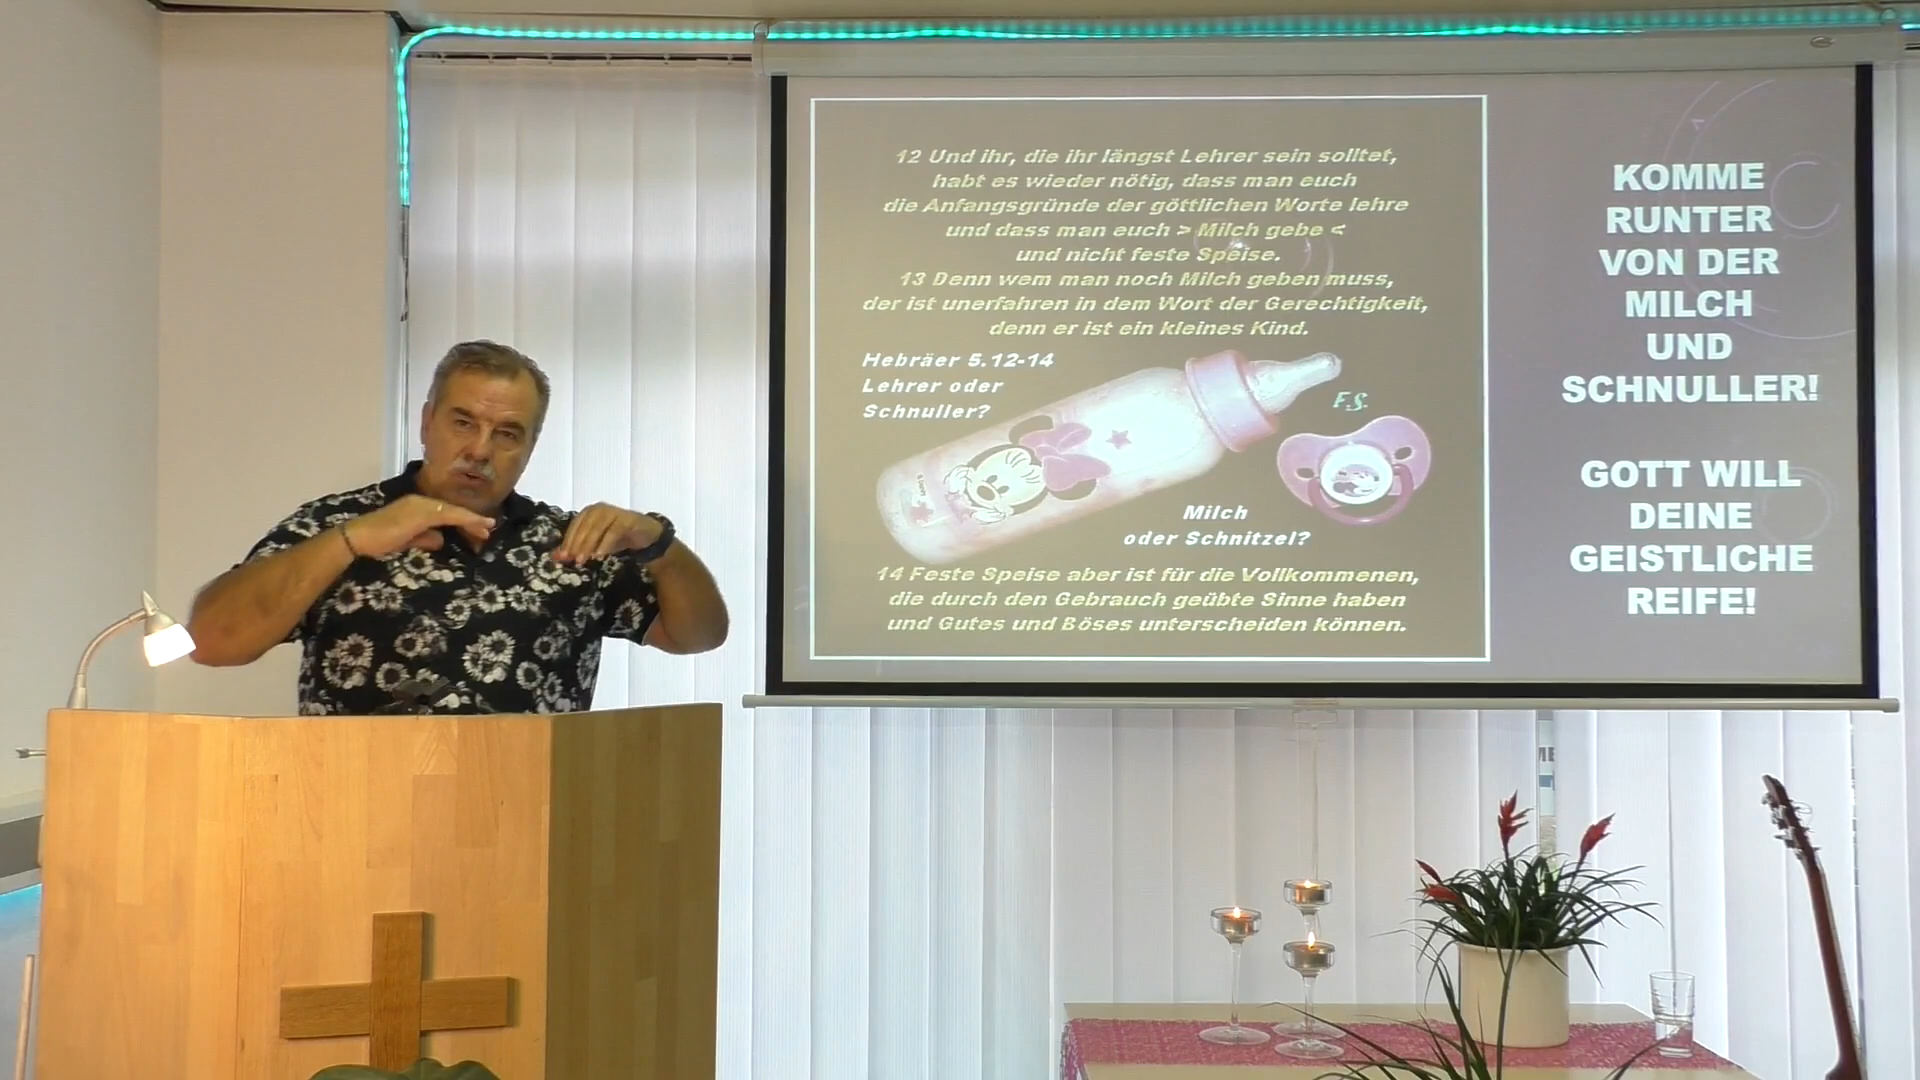 12 Und ihr, die ihr längst Lehrer sein solltet,
habt es wieder nötig, dass man euch
die Anfangsgründe der göttlichen Worte lehre
und dass man euch > Milch gebe <
und nicht feste Speise.
13 Denn wem man noch Milch geben muss,
der ist unerfahren in dem Wort der Gerechtigkeit,
denn er ist ein kleines Kind.
Hebräer 5.12-14
Lehrer oder
Schnuller?
F.S.
Milch
oder Schnitzel?
14 Feste Speise aber ist für die Vollkommenen,
die durch den Gebrauch geübte Sinne haben
und Gutes und Böses unterscheiden können.
KOMME
RUNTER
VON DER
MILCH
UND
SCHNULLER!
GOTT WILL
DEINE
GEISTLICHE
REIFE!